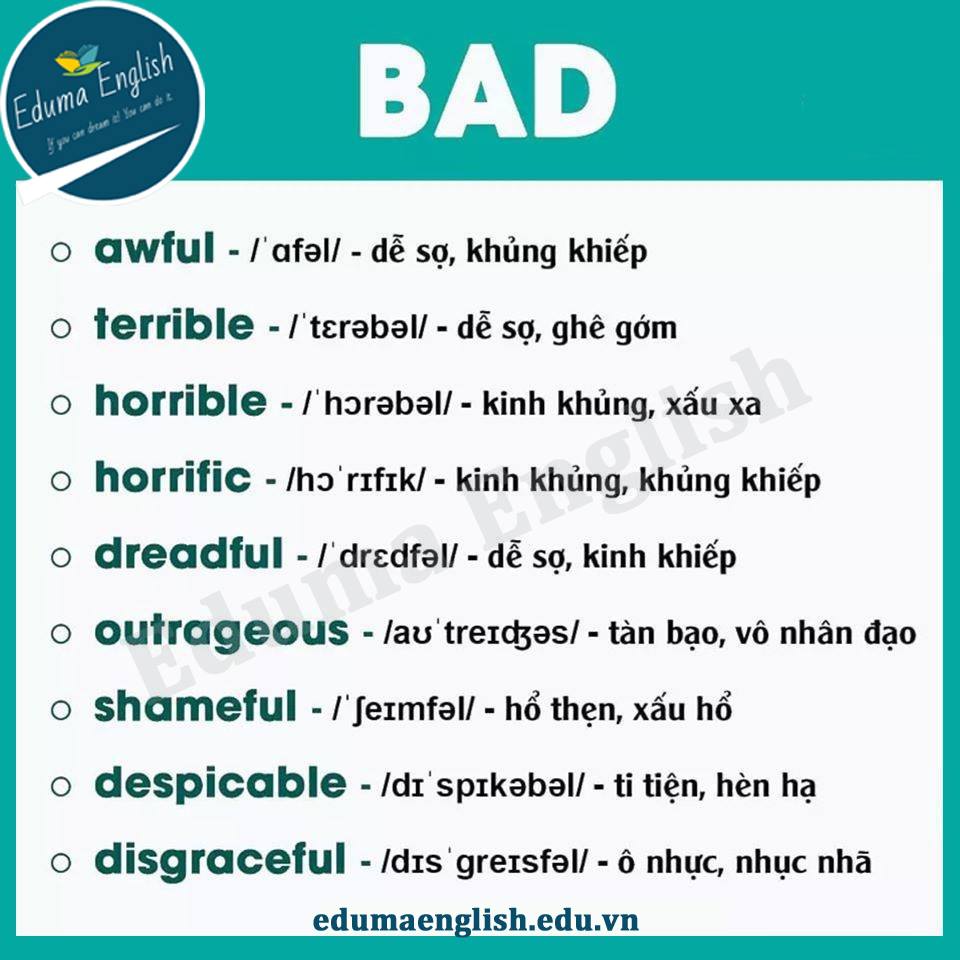 Eduma English
If you can dream it! You can do it.
BAD
awful - /ˈɑfəl/ - dễ sợ, khủng khiếp
terrible - /ˈtɛrəbəl/ - dễ sợ, ghê gớm
horrible - /ˈhɔrəbəl/ - kinh khủng, xấu xa
horrific - /hɔˈrɪfɪk/ - kinh khủng, khủng khiếp
dreadful - /ˈdrɛdfəl/ - dễ sợ, kinh khiếp
outrageous - /aʊˈtreɪʤəs/ - tàn bạo, vô nhân đạo
shameful - /ˈʃeɪmfəl/ - hổ thẹn, xấu hổ
despicable - /dɪˈspɪkəbəl/ - ti tiện, hèn hạ
disgraceful - /dɪsˈgreɪsfəl/ - ô nhực, nhục nhã
Eduma English
edumaenglish.edu.vn